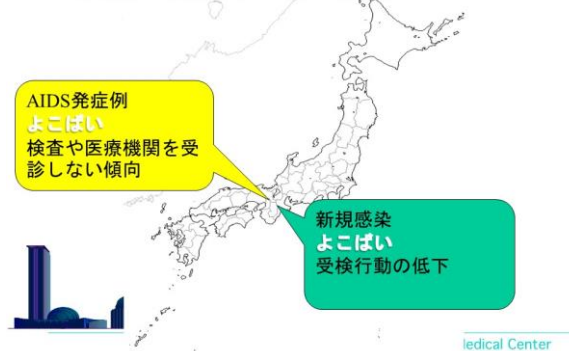 AIDS発症例
よこばい
検査や医療機関を受
診しない傾向
新規感染
よこばい
受検行動の低下
edical Center